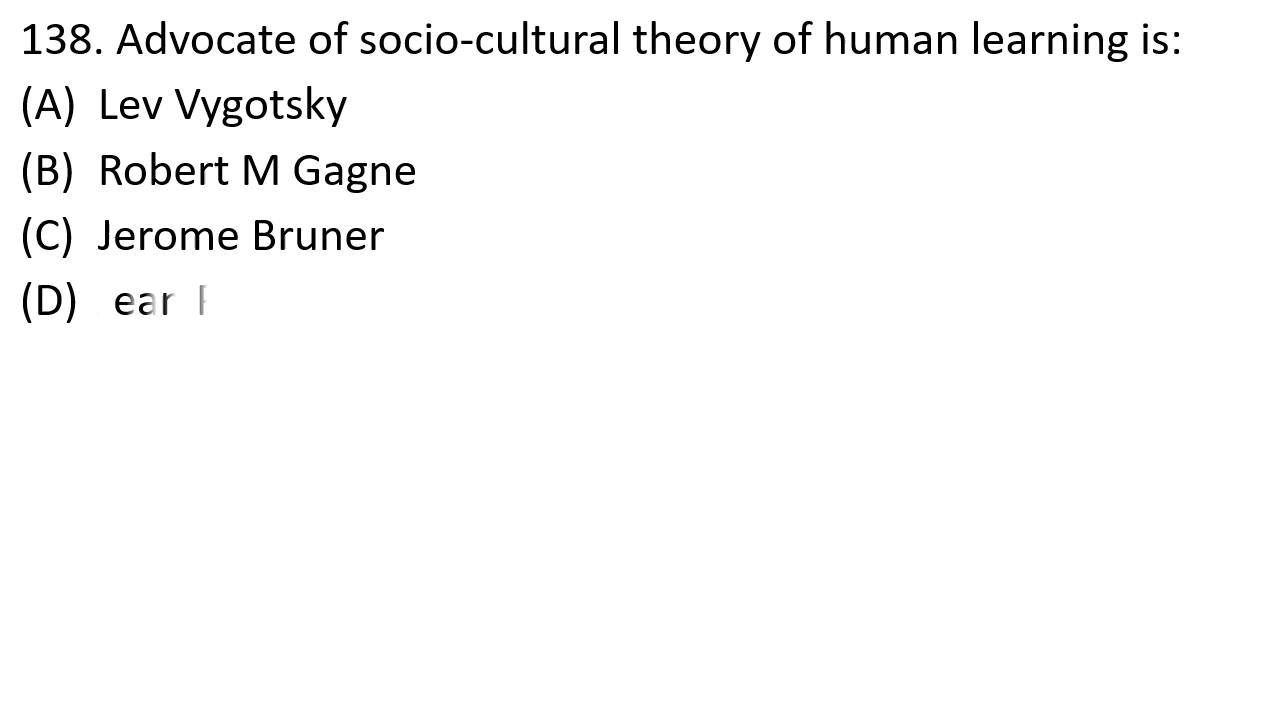 138. Advocate of socio-cultural theory of human learning is:
(A) Lev Vygotsky
(B) Robert M Gagne
(C) Jerome Bruner
(D)